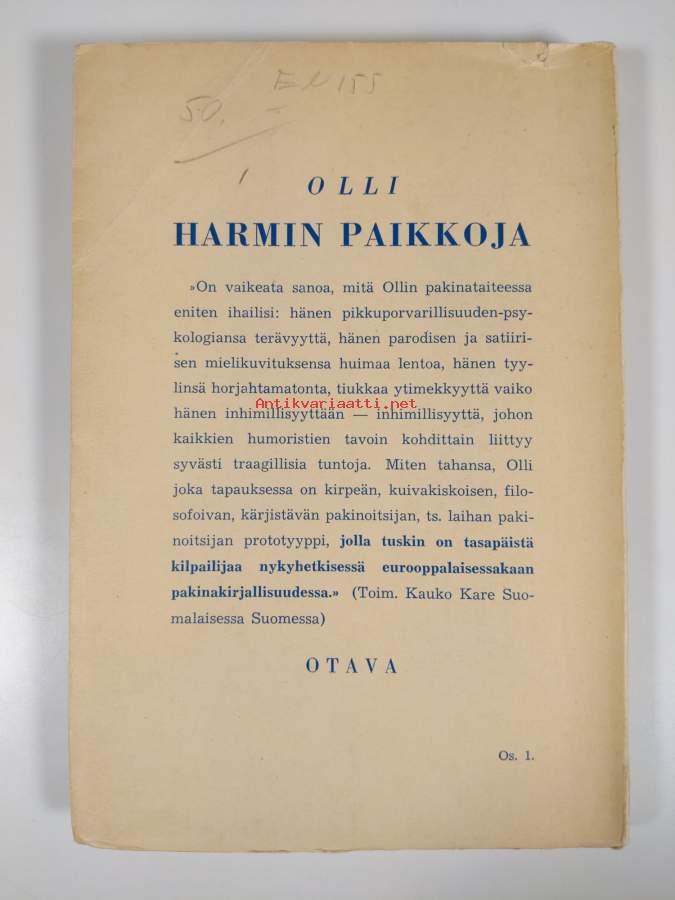 50,
1
OLLI
HARMIN PAIKKOJA
»On vaikeata sanoa, mitä Ollin pakinataiteessa
eniten ihailisi: hänen pikkuporvarillisuuden-psy-
kologiansa terävyyttä, hänen parodisen ja satiiri-
sen mielikuvituksensa huimaa lentoa, hänen tyy-
linsä horjahtamatonta, tiukkaa ytimekkyyttä vaiko
Antikvariaatti.net
hänen inhimillisyyttään — inhimillisyyttä, johon
kaikkien humoristien tavoin kohdittain liittyy
syvästi traagillisia tuntoja. Miten tahansa, Olli
joka tapauksessa on kirpeän, kuivakiskoisen, filo-
sofoivan, kärjistävän pakinoitsijan, ts. laihan paki-
noitsijan prototyyppi, jolla tuskin on tasapäistä
kilpailijaa nykyhetkisessä eurooppalaisessakaan
pakinakirjallisuudessa.» (Toim. Kauko Kare Suo-
malaisessa Suomessa)
OTAVA
Os. 1.